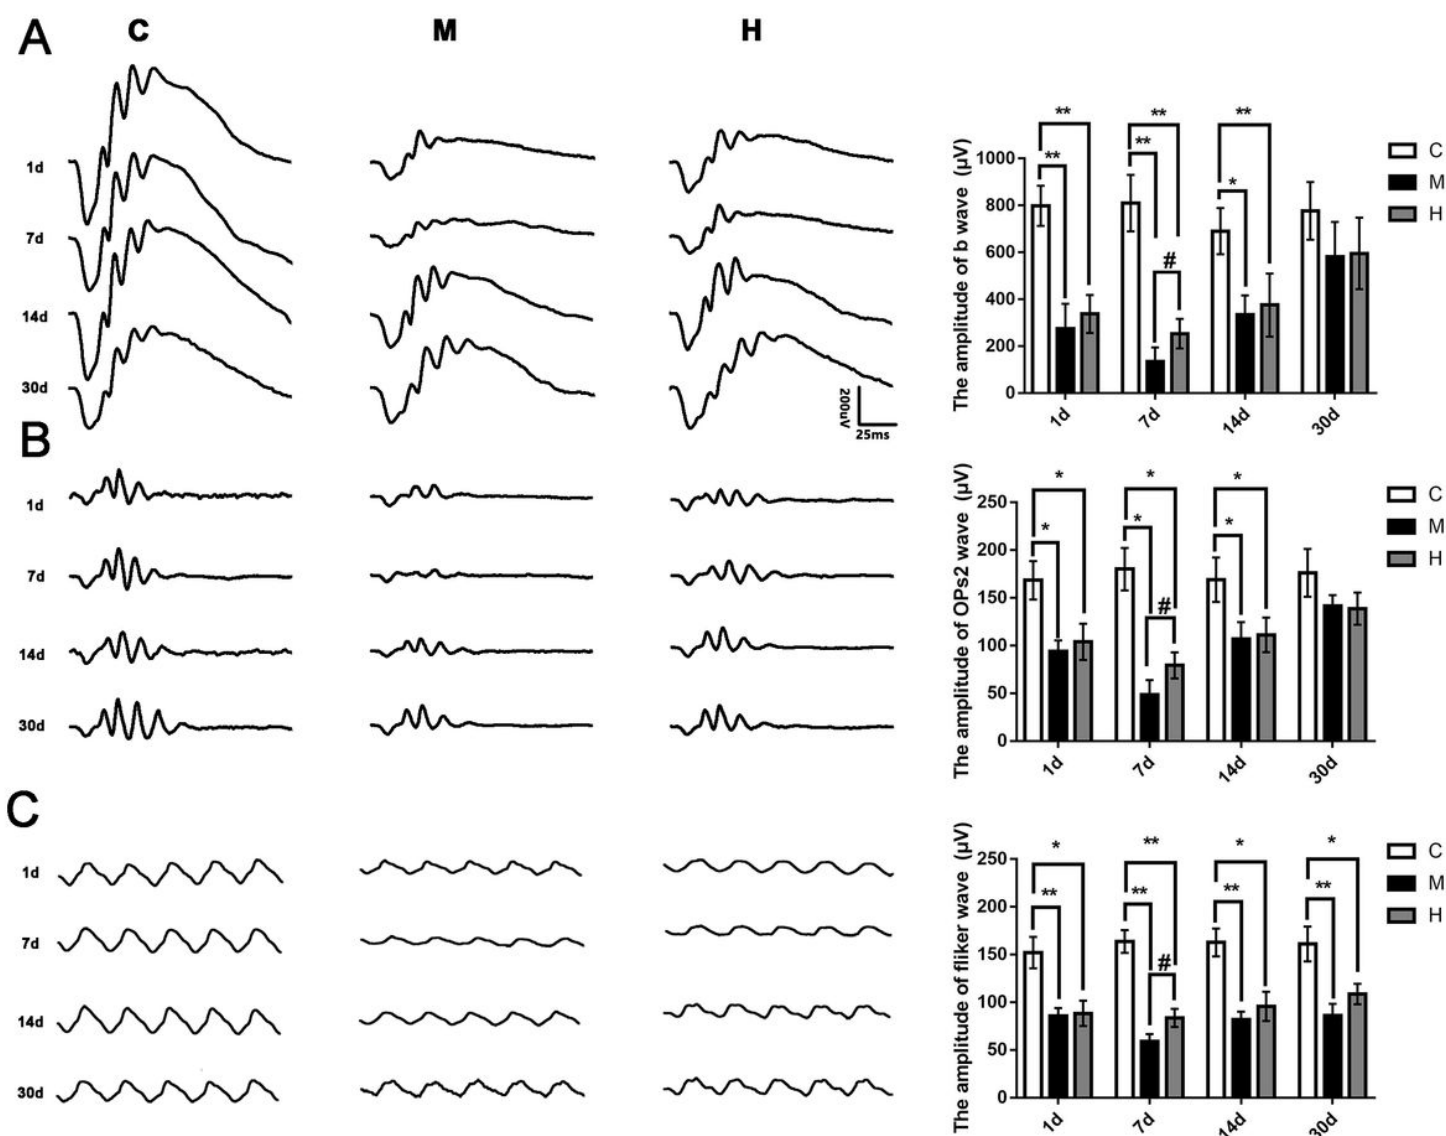 A
C
M
H
1d
7d
14d
30d
200uV
25ms
The amplitude of b wave (μV)
1000
800
600
400
200
0
** ** **
** ** *
#
1d 7d 14d 30d
C
M
H
B
1d
7d
14d
30d
The amplitude of OPs2 wave (μV)
250
200
150
100
50
0
* * *
* * *
#
1d 7d 14d 30d
C
M
H
C
1d
7d
14d
30d
The amplitude of fliker wave (μV)
250
200
150
100
50
0
* ** * *
** ** ** **
#
1d 7d 14d 30d
C
M
H